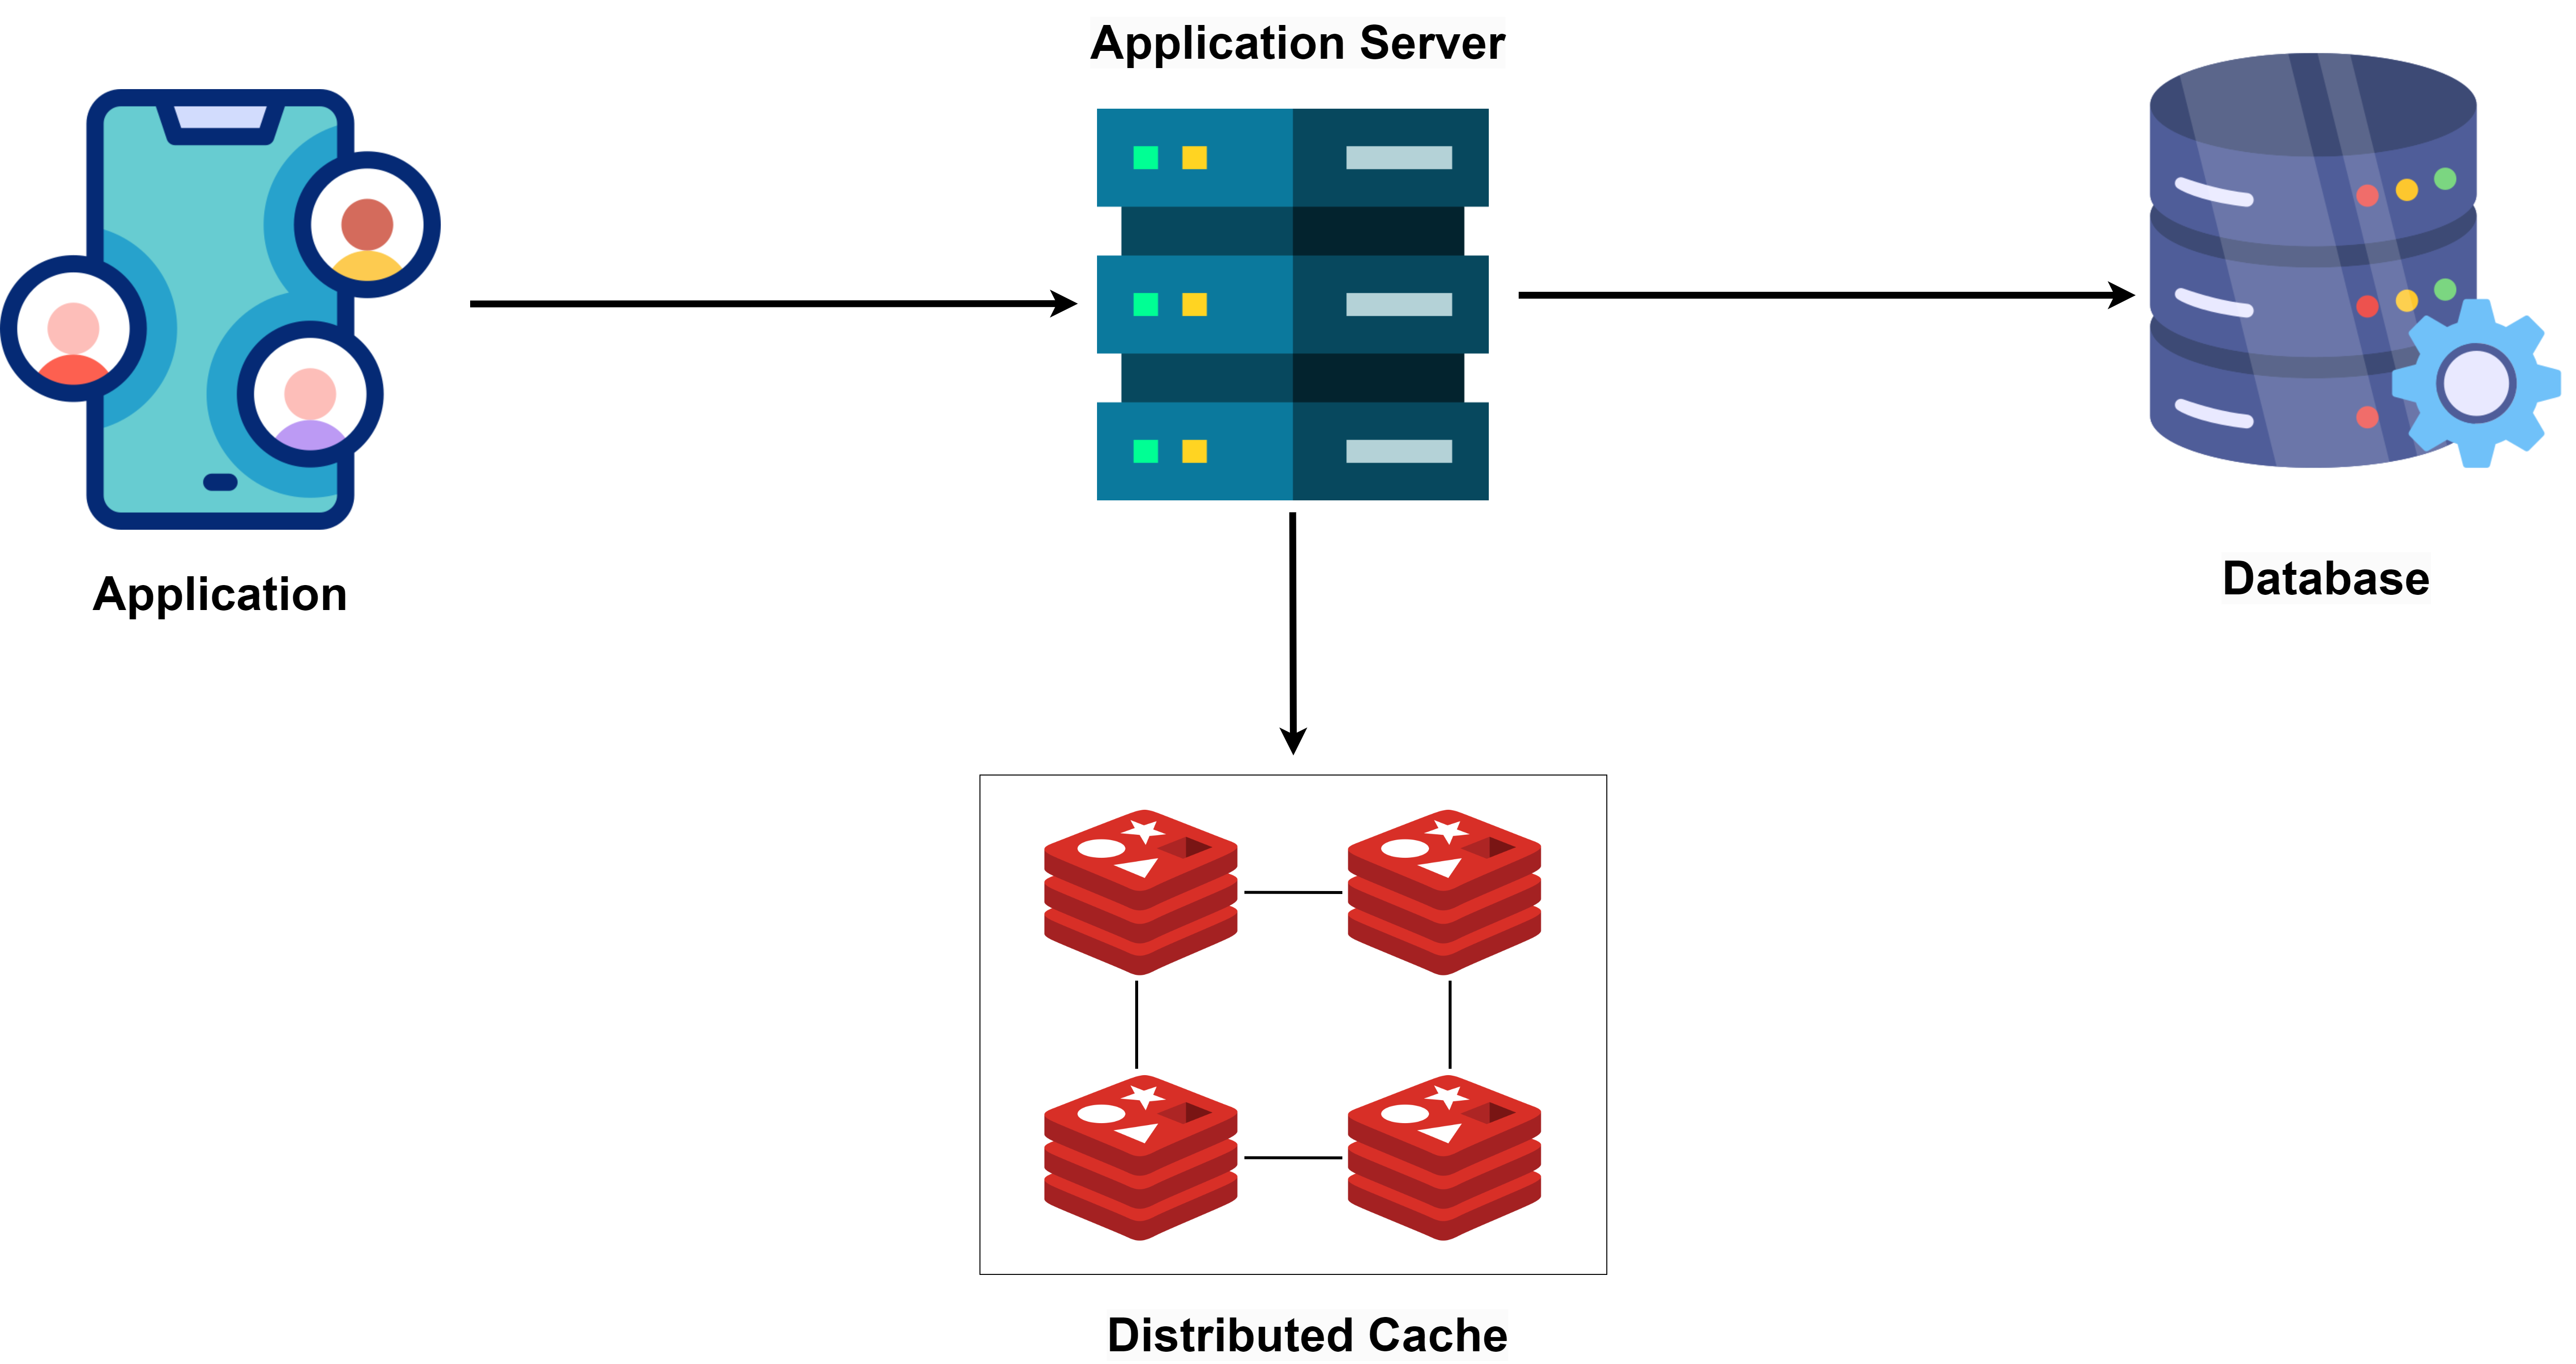 Application Server
Application
Database
Distributed Cache